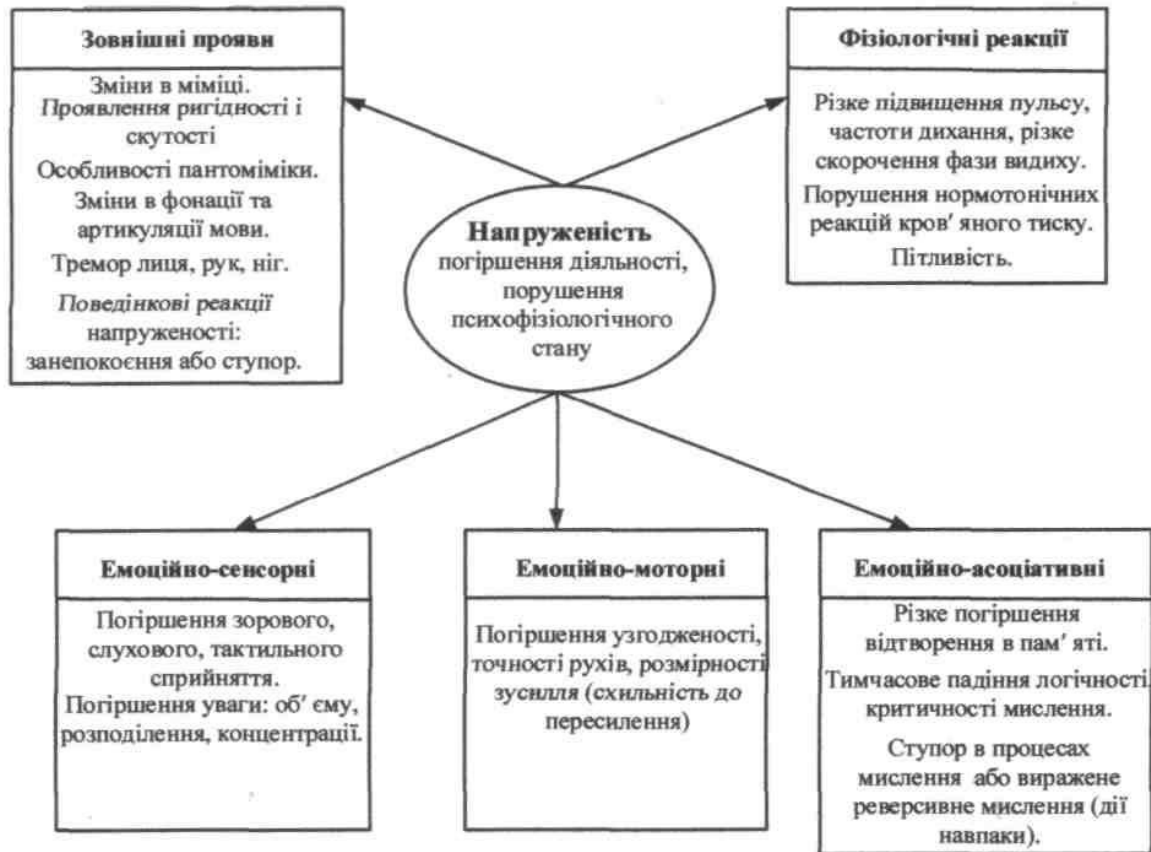 Зовнішні прояви
Зміни в міміці.
Проявлення ригідності і
скутості
Особливості пантоміміки.
Зміни в фонації та
артикуляції мови.
Тремор лиця, рук, ніг.
Поведінкові реакції
напруженості:
занепокоєння або ступор.
Фізіологічні реакції
Різке підвищення пульсу,
частоти дихання, різке
скорочення фази видиху.
Порушення нормотонічних
реакцій кров' яного тиску.
Пітливість.
Напруженість
погіршення діяльності,
порушення
психофізіологічного
стану
Емоційно-сенсорні
Погіршення зорового,
слухового, тактильного
сприйняття.
Погіршення уваги: об' єму,
розподілення, концентрації.
Емоційно-моторні
Погіршення узгодженості,
точності рухів, розмірності
зусилля (схильність до
пересилення)
Емоційно-асоціативні
Різке погіршення
відтворення в пам' яті.
Тимчасове падіння логічності,
критичності мислення.
Ступор в процесах
мислення або виражене
реверсивне мислення (дії
навпаки).